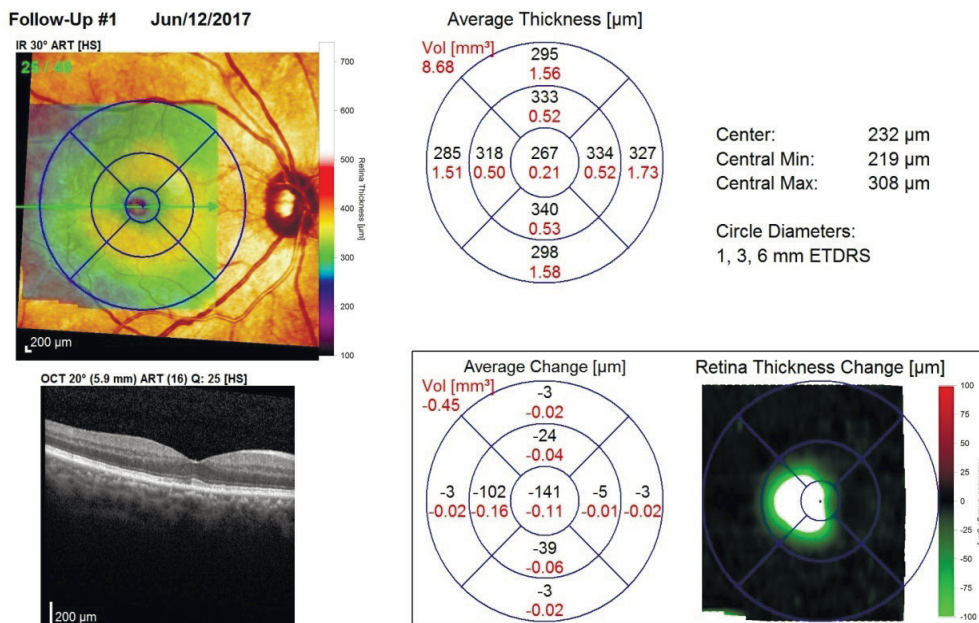 Follow-Up #1 Jun/12/2017
IR 30° ART [HS]
25 / 49
200 µm
700
600
500
400
300
200
100
Retina Thickness [µm]
OCT 20° (5.9 mm) ART (16) Q: 25 [HS]
200 µm
Average Thickness [µm]
Vol [mm³]
8.68
295
1.56
333
0.52
285 318 267 334 327
1.51 0.50 0.21 0.52 1.73
340
0.53
298
1.58
Center: 232 µm
Central Min: 219 µm
Central Max: 308 µm
Circle Diameters:
1, 3, 6 mm ETDRS
Average Change [µm]
Vol [mm³]
-0.45
-3
-0.02
-24
-0.04
-3 -102 -141 -5 -3
-0.02 -0.16 -0.11 -0.01 -0.02
-39
-0.06
-3
-0.02
Retina Thickness Change [µm]
100
75
50
25
0
-25
-50
-75
-100